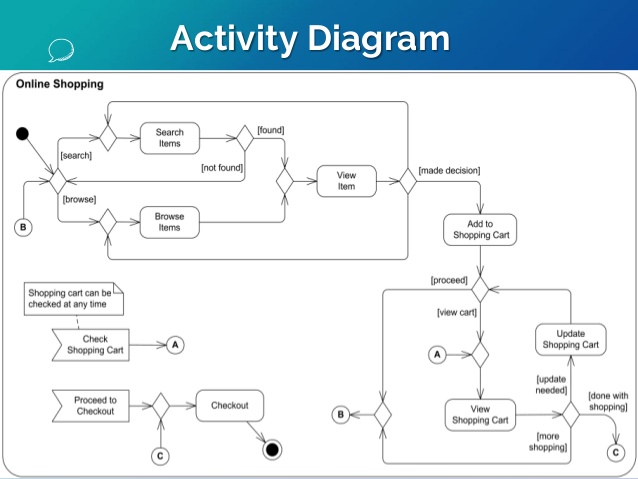 Activity Diagram
Online Shopping
Search
Items
[found]
[search]
[not found]
View
Item
[made decision]
[browse]
B
Browse
Items
Add to
Shopping Cart
[proceed]
Shopping cart can be
checked at any time
[view cart]
Check
Shopping Cart
A
A
Update
Shopping Cart
[update
needed]
[done with
shopping]
Proceed to
Checkout
Checkout
B
View
Shopping Cart
[more
shopping]
C
C